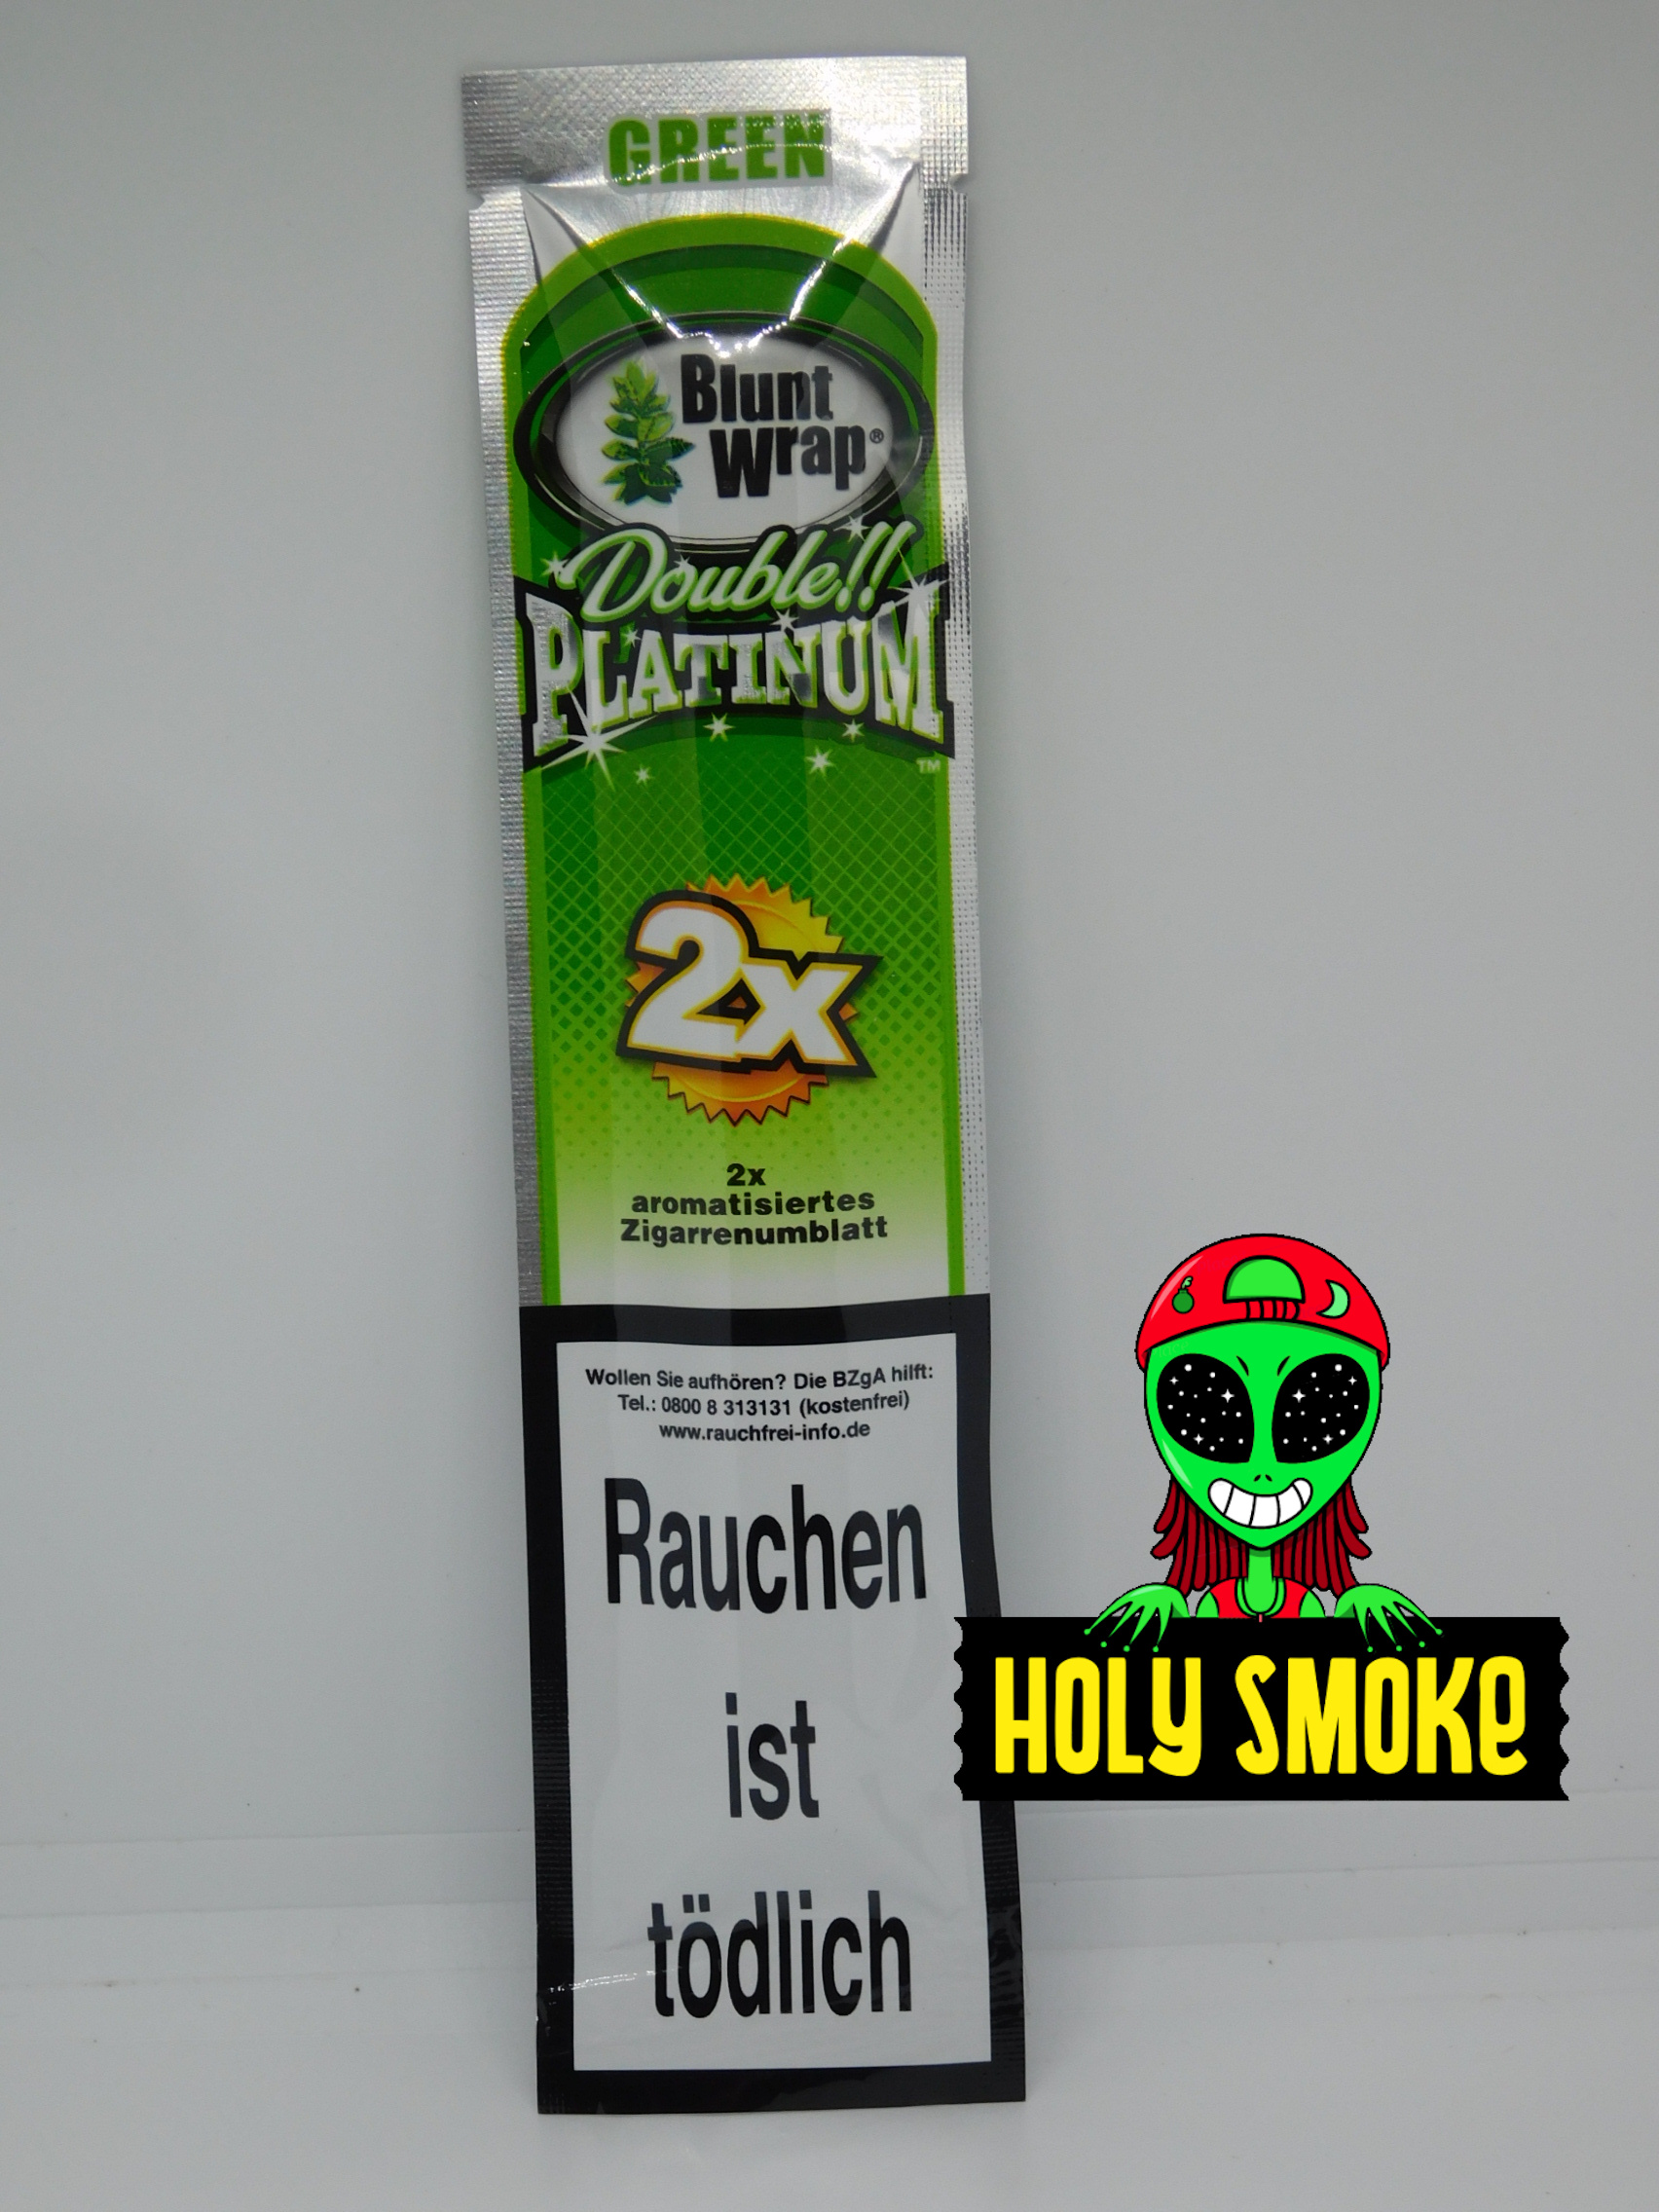 GREEN
Blunt
Wrap®
Double!!
PLATINUM
TM
2x
2x
aromatisiertes
Zigarrenumblatt
Wollen Sie aufhören? Die BZgA hilft:
Tel.: 0800 8 313131 (kostenfrei)
www.rauchfrei-info.de
Rauchen
ist
tödlich
HOLY SMOKE